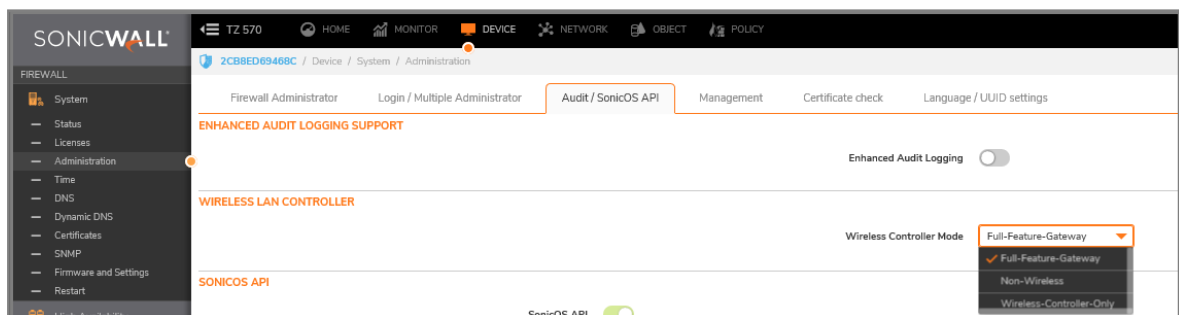 SONICWALL
TZ 570 HOME MONITOR DEVICE NETWORK OBJECT POLICY
2CB8ED69468C / Device / System / Administration
FIREWALL
System
Status
Licenses
Administration
Time
DNS
Dynamic DNS
Certificates
SNMP
Firmware and Settings
Restart
Firewall Administrator Login / Multiple Administrator Audit / SonicOS API Management Certificate check Language / UUID settings
ENHANCED AUDIT LOGGING SUPPORT
Enhanced Audit Logging
WIRELESS LAN CONTROLLER
Wireless Controller Mode Full-Feature-Gateway
Full-Feature-Gateway
Non-Wireless
Wireless-Controller-Only
SONICOS API
SonicOS API